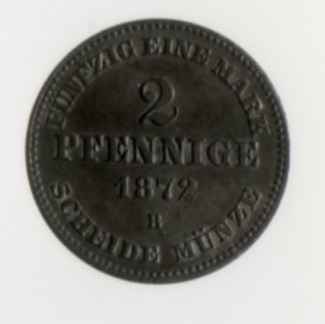 FÜNFZIG EINE MARK
2
PFENNIGE
1872
B
SCHEIDE MÜNZE